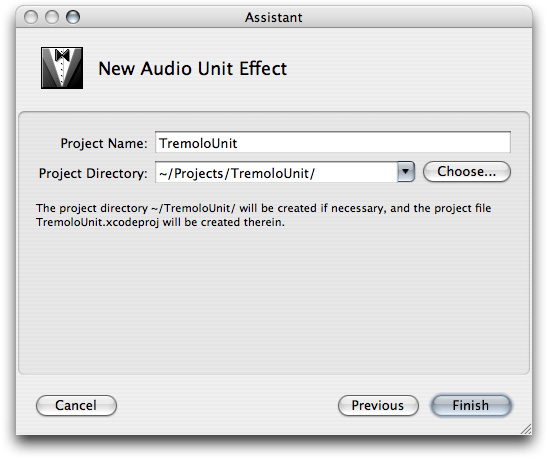 Assistant
New Audio Unit Effect
Project Name: TremoloUnit
Project Directory: ~/Projects/TremoloUnit/ Choose...
The project directory ~/TremoloUnit/ will be created if necessary, and the project file
TremoloUnit.xcodeproj will be created therein.
Cancel Previous Finish